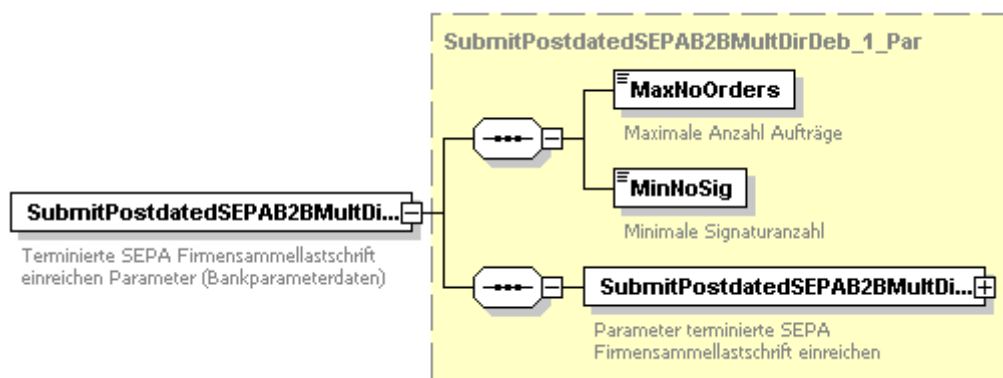 SubmitPostdatedSEPAB2BMultDirDeb_1_Par
MaxNoOrders
Maximale Anzahl Aufträge
MinNoSig
Minimale Signaturanzahl
SubmitPostdatedSEPAB2BMultDi...
Terminierte SEPA Firmensammellastschrift
einreichen Parameter (Bankparameterdaten)
SubmitPostdatedSEPAB2BMultDi...
Parameter terminierte SEPA
Firmensammellastschrift einreichen